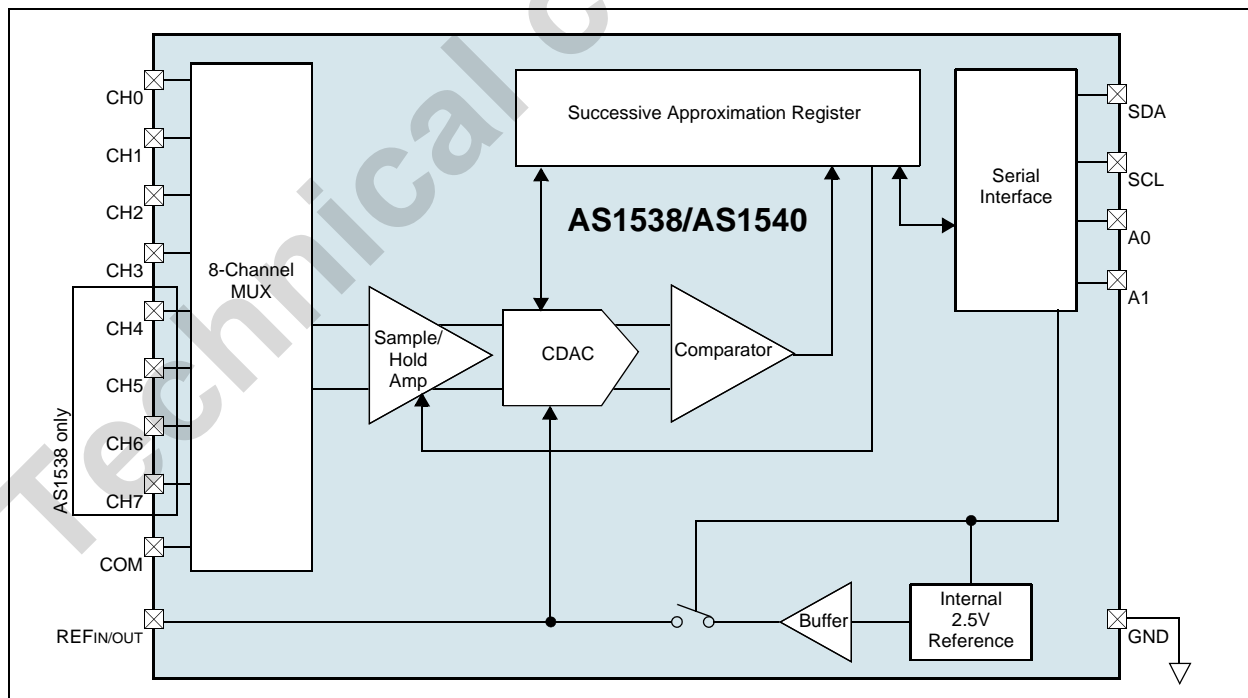 CH0
CH1
CH2
CH3
CH4
CH5
CH6
CH7
AS1538 only
COM
REFIN/OUT
8-Channel
MUX
Successive Approximation Register
AS1538/AS1540
Sample/
Hold
Amp
CDAC
Comparator
Serial
Interface
SDA
SCL
A0
A1
Buffer
Internal
2.5V
Reference
GND
Technical